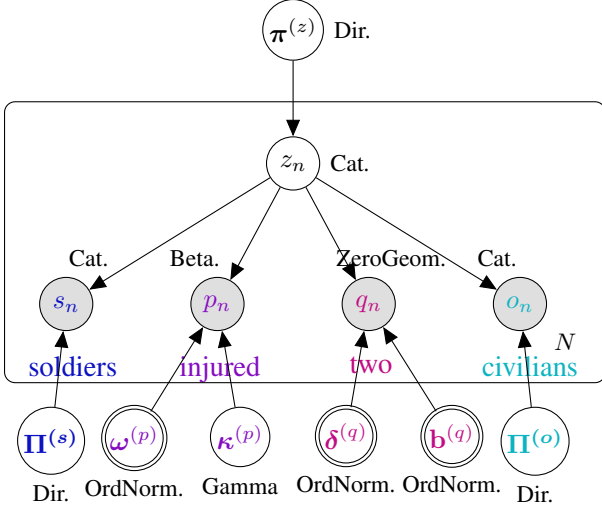 π^(z) Dir.
z_n Cat.
Cat. Beta. ZeroGeom. Cat.
s_n p_n q_n o_n
N
soldiers injured two civilians
Π^(s) ω^(p) κ^(p) δ^(q) b^(q) Π^(o)
Dir. OrdNorm. Gamma OrdNorm. OrdNorm. Dir.